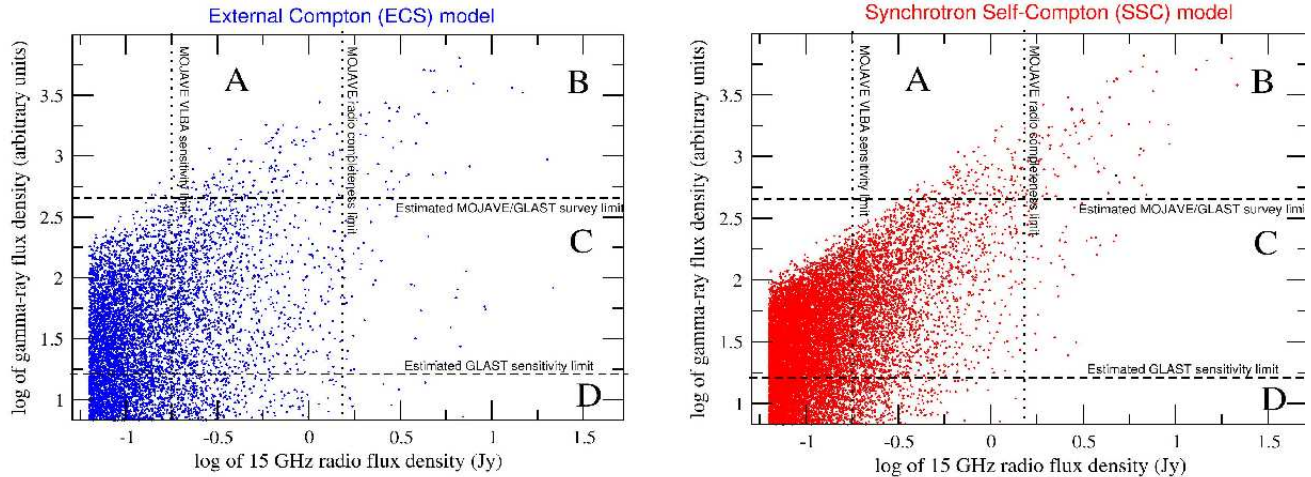 External Compton (ECS) model
log of gamma-ray flux density (arbitrary units)
3.5
3
2.5
2
1.5
1
A
B
C
D
MOJAVE VLBA sensitivity limit
MOJAVE radio completeness limit
Estimated MOJAVE/GLAST survey limit
Estimated GLAST sensitivity limit
-1
-0.5
0
0.5
1
1.5
log of 15 GHz radio flux density (Jy)
Synchrotron Self-Compton (SSC) model
log of gamma-ray flux density (arbitrary units)
3.5
3
2.5
2
1.5
1
A
B
C
D
MOJAVE VLBA sensitivity limit
MOJAVE radio completeness limit
Estimated MOJAVE/GLAST survey limit
Estimated GLAST sensitivity limit
-1
-0.5
0
0.5
1
1.5
log of 15 GHz radio flux density (Jy)